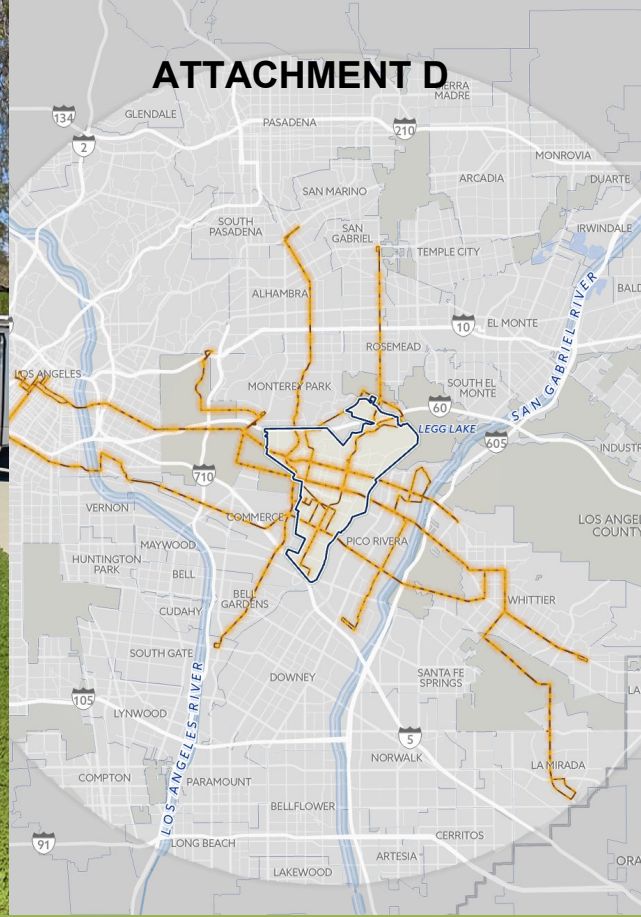 ATTACHMENT D
SIERRA
MADRE
134
GLENDALE
2
PASADENA
210
MONROVIA
ARCADIA
DUARTE
SAN MARINO
SOUTH
PASADENA
SAN
GABRIEL
TEMPLE CITY
IRWINDALE
ALHAMBRA
10
EL MONTE
ROSEMEAD
SAN GABRIEL RIVER
LOS ANGELES
MONTEREY PARK
SOUTH EL
MONTE
60
LEGG LAKE
605
710
LOS ANGEL
COUNTY
VERNON
COMMERCE
MAYWOOD
PICO RIVERA
HUNTINGTON
PARK
BELL
BELL
GARDENS
CUDAHY
WHITTIER
SOUTH GATE
DOWNEY
SANTA FE
SPRINGS
105
LYNWOOD
LOS ANGELES RIVER
5
NORWALK
LA MIRADA
COMPTON
PARAMOUNT
BELLFLOWER
91
LONG BEACH
CERRITOS
ARTESIA
LAKEWOOD